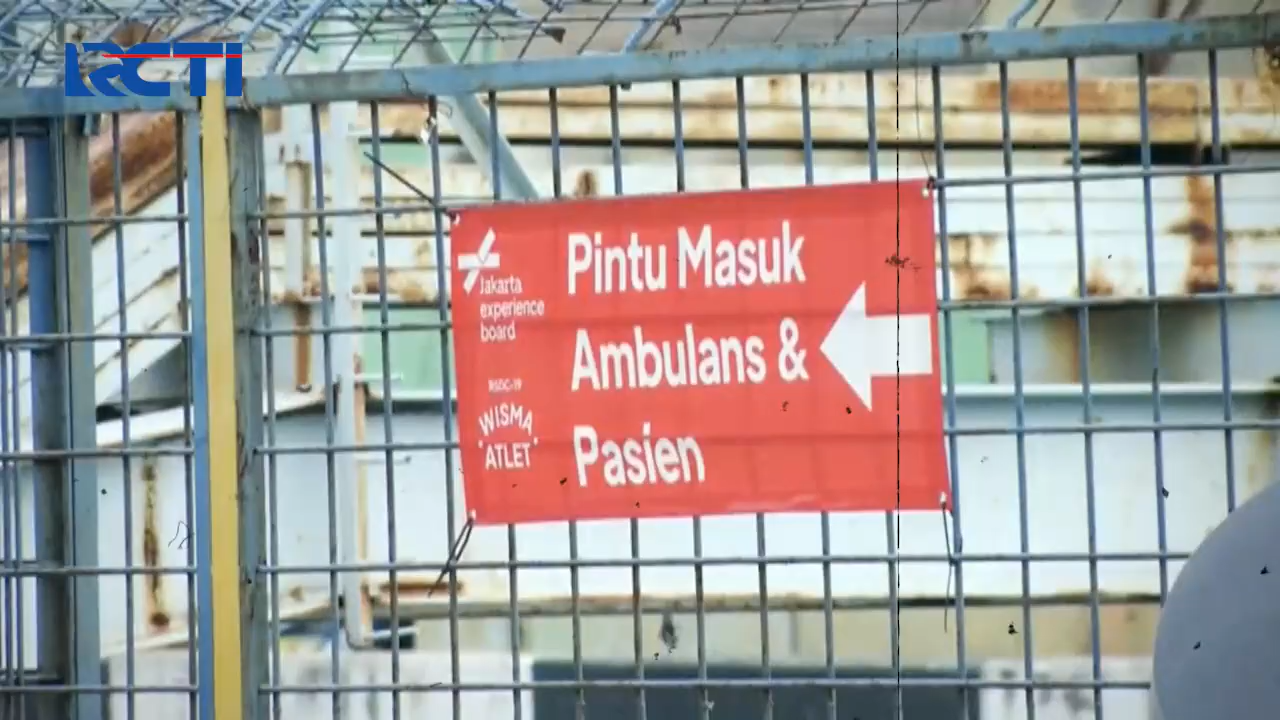 RCTI
Pintu Masuk
Ambulans &
Pasien
Jakarta
experience
board
RSDC-19
WISMA
ATLET